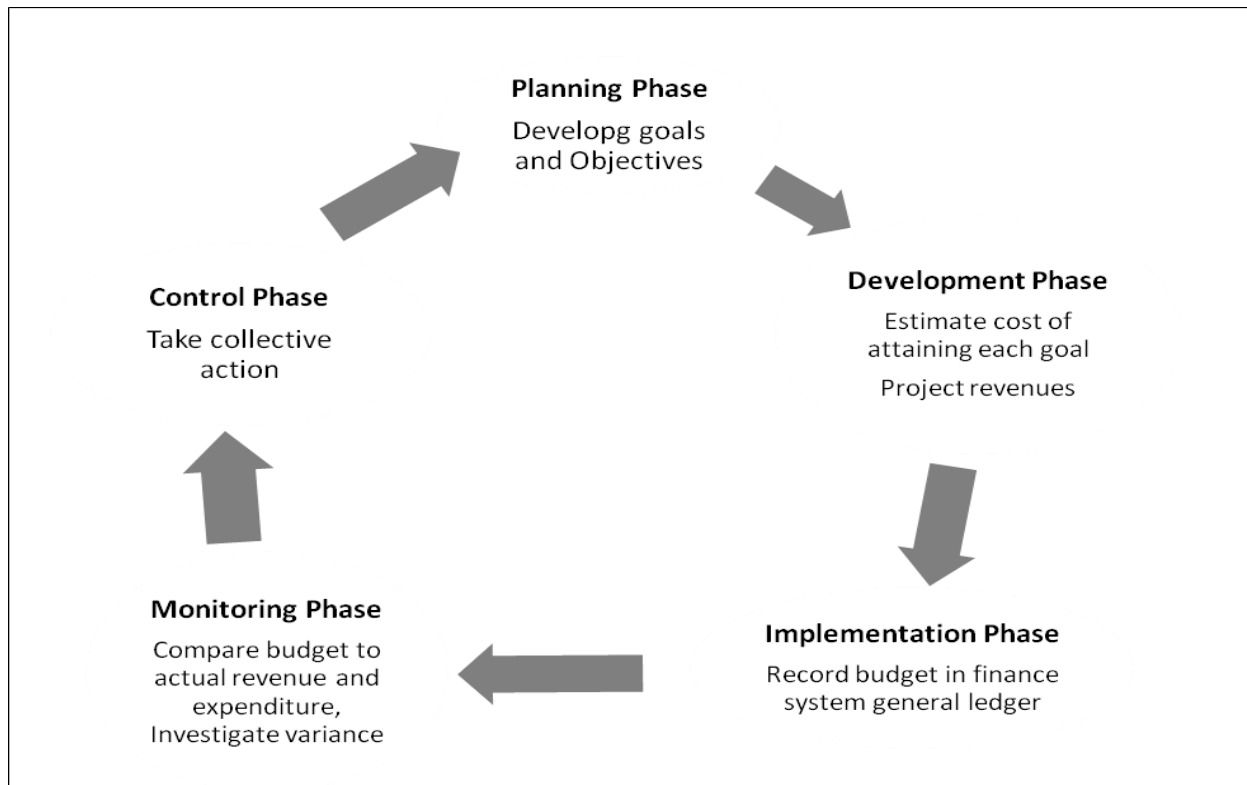 Planning Phase
Developg goals
and Objectives
Development Phase
Estimate cost of
attaining each goal
Project revenues
Implementation Phase
Record budget in finance
system general ledger
Monitoring Phase
Compare budget to
actual revenue and
expenditure,
Investigate variance
Control Phase
Take collective
action